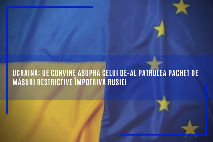 UCRAINA: UE CONVINE ASUPRA CELUI DE-AL PATRULEA PACHET DE
MĂSURI RESTRICTIVE ÎMPOTRIVA RUSIEI